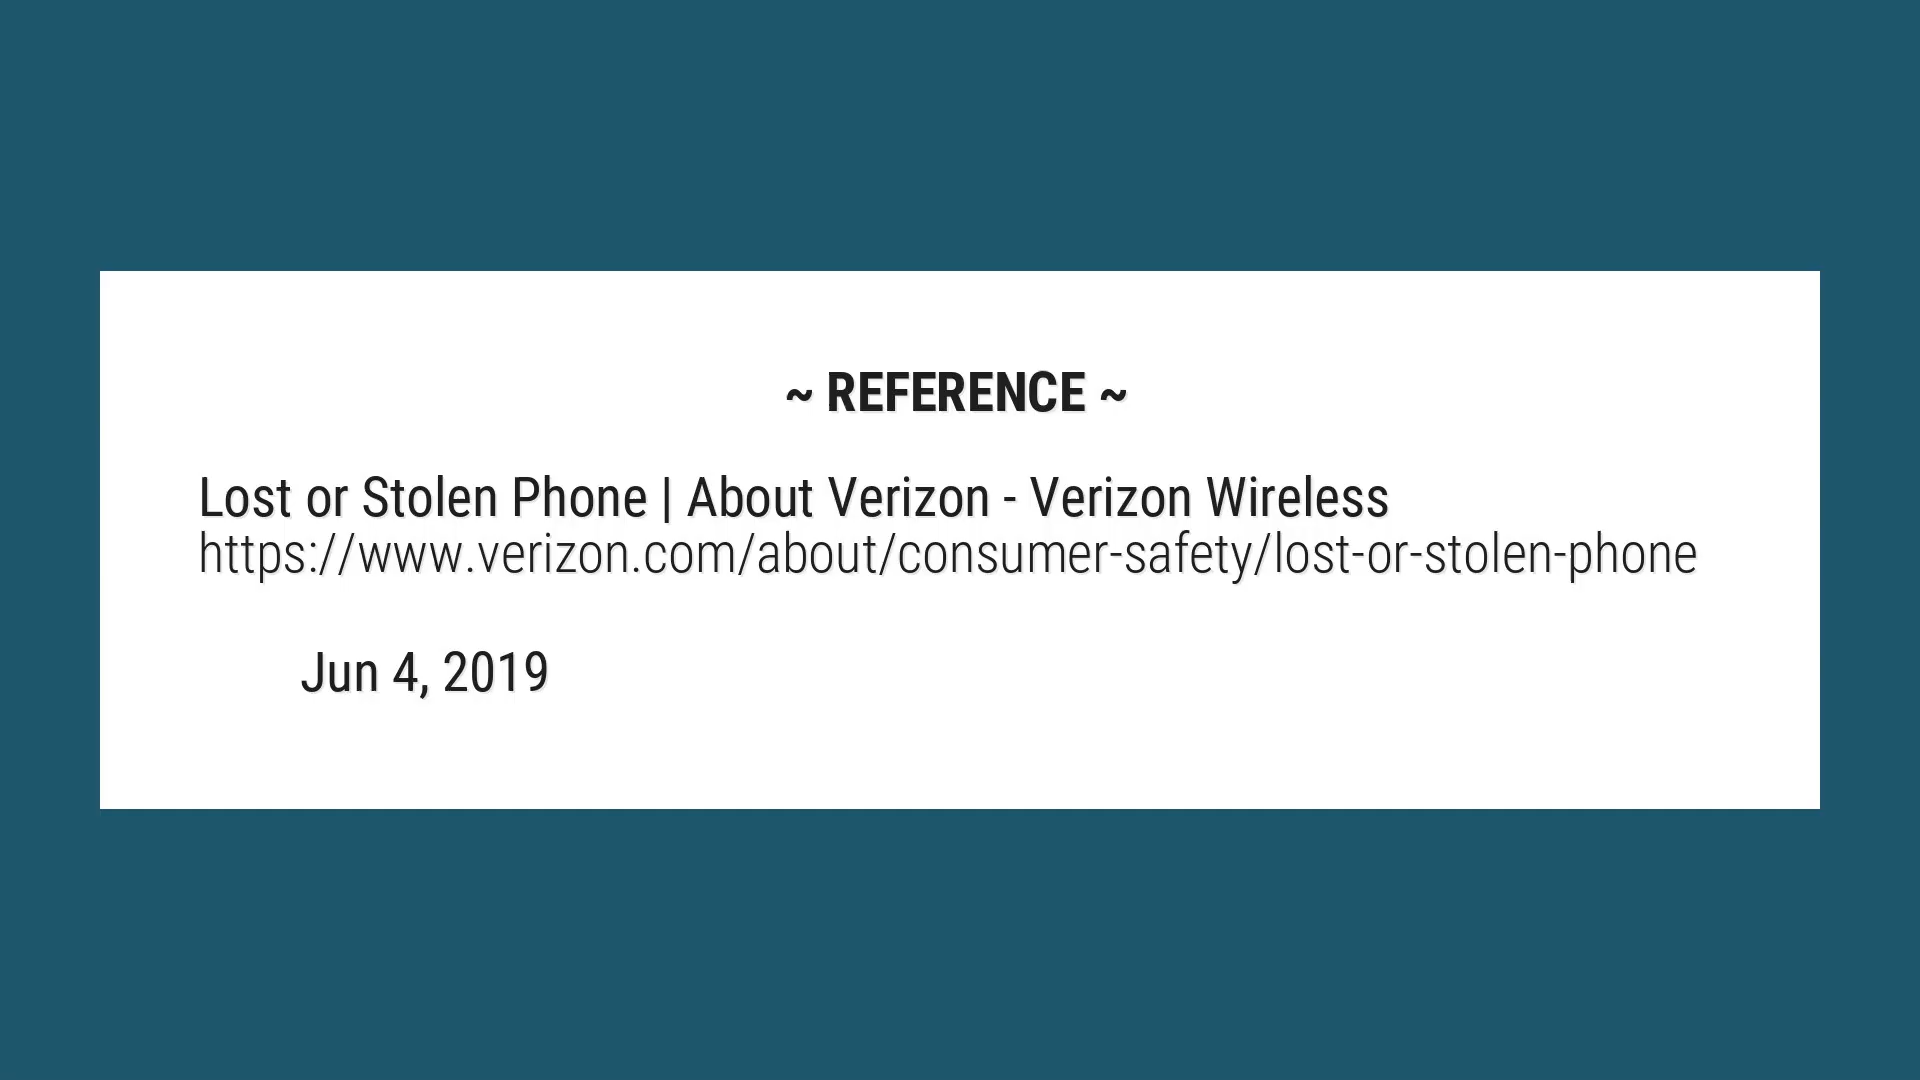 ~ REFERENCE ~
Lost or Stolen Phone | About Verizon - Verizon Wireless
https://www.verizon.com/about/consumer-safety/lost-or-stolen-phone
Jun 4, 2019